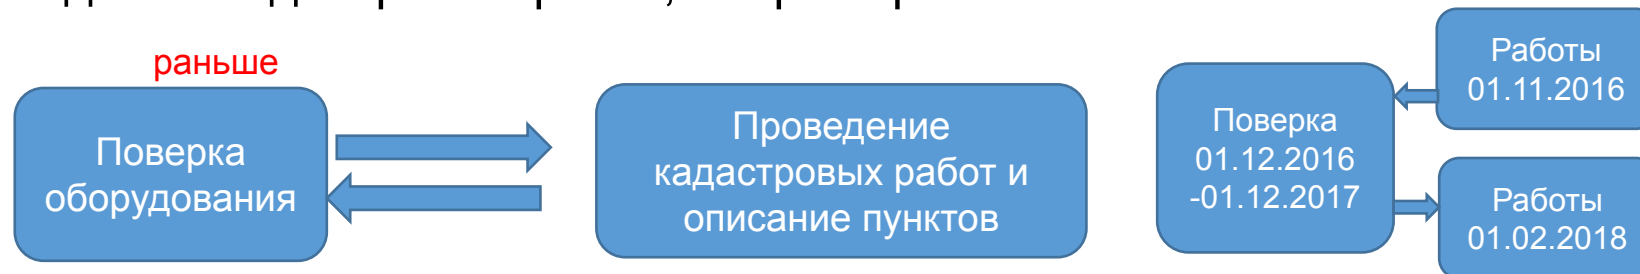 раньше
Поверка
оборудования
Проведение
кадастровых работ и
описание пунктов
Поверка
01.12.2016
-01.12.2017
Работы
01.11.2016
Работы
01.02.2018